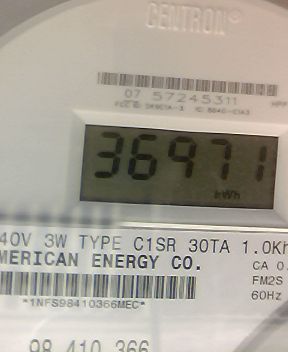 CENTRON®
07 57245311
36971
kWh
40V 3W TYPE C1SR 30TA 1.0Kh
MERICAN ENERGY CO.
CA 0.
FM2S
60Hz
*1NFS98410366MEC*
98 410 366